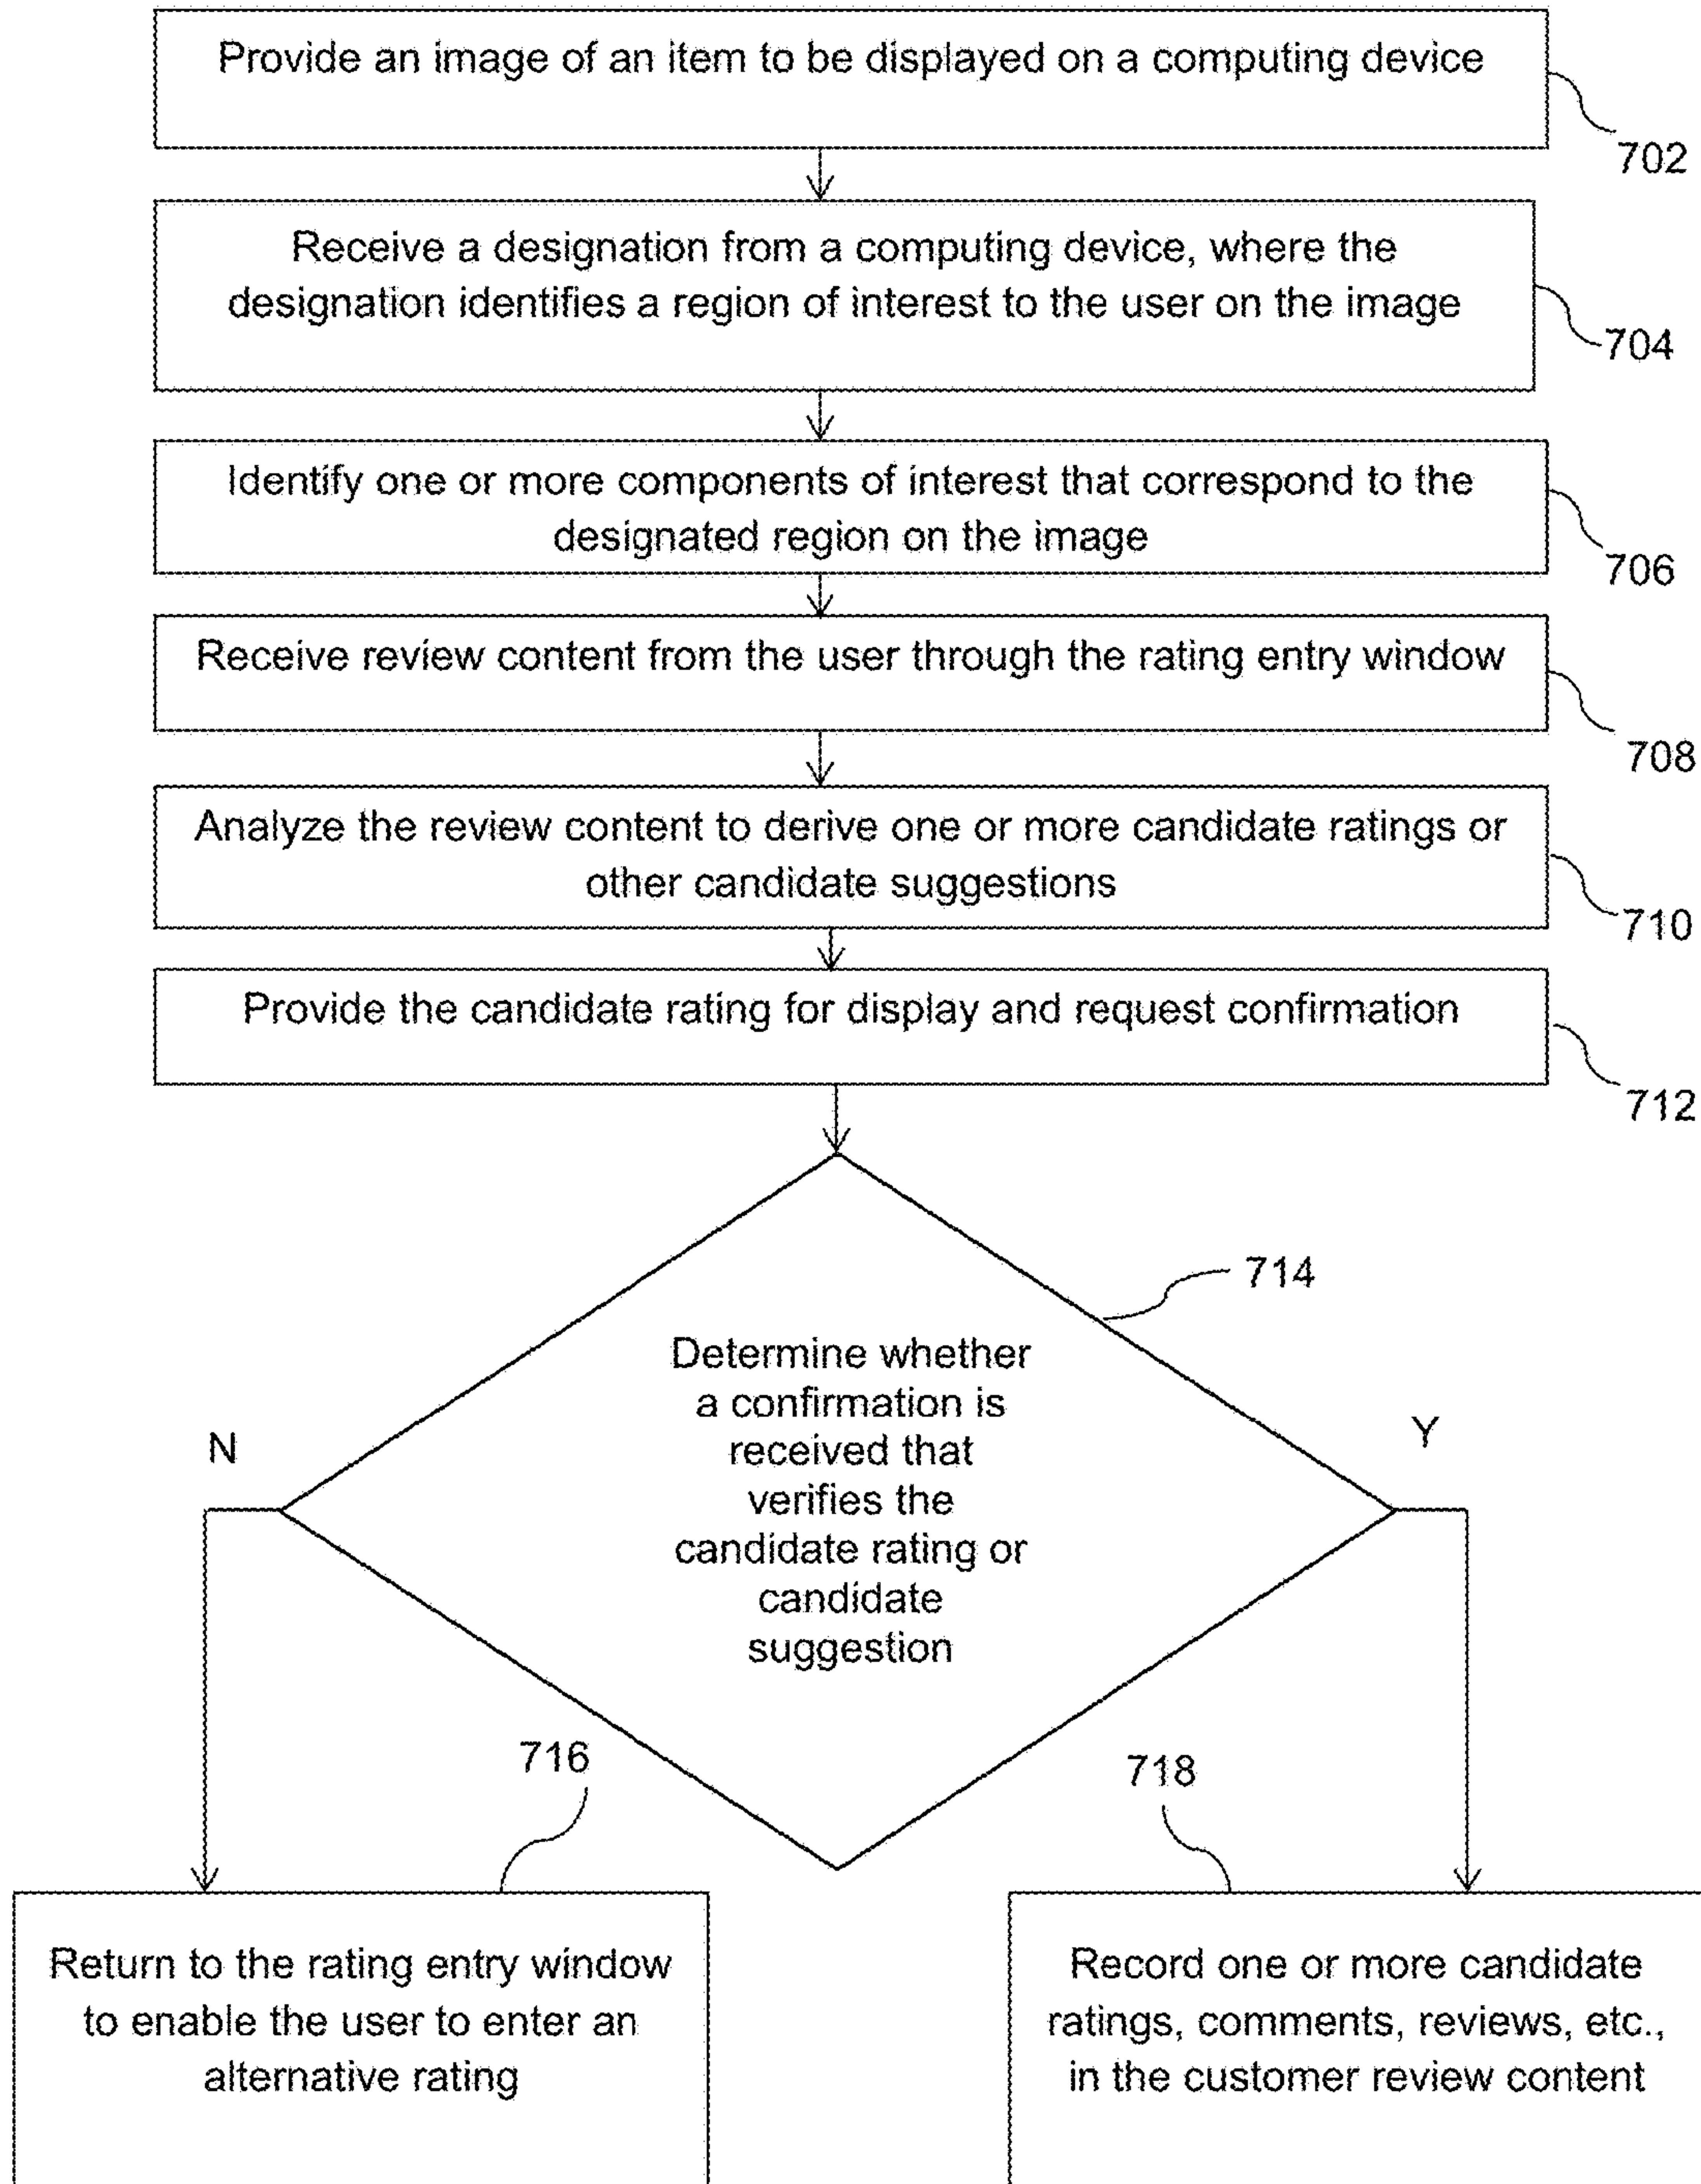 Provide an image of an item to be displayed on a computing device
702
Receive a designation from a computing device, where the
designation identifies a region of interest to the user on the image
704
Identify one or more components of interest that correspond to the
designated region on the image
706
Receive review content from the user through the rating entry window
708
Analyze the review content to derive one or more candidate ratings or
other candidate suggestions
710
Provide the candidate rating for display and request confirmation
712
714
Determine whether
a confirmation is
received that
verifies the
candidate rating or
candidate
suggestion
N
Y
716
718
Return to the rating entry window
to enable the user to enter an
alternative rating
Record one or more candidate
ratings, comments, reviews, etc.,
in the customer review content